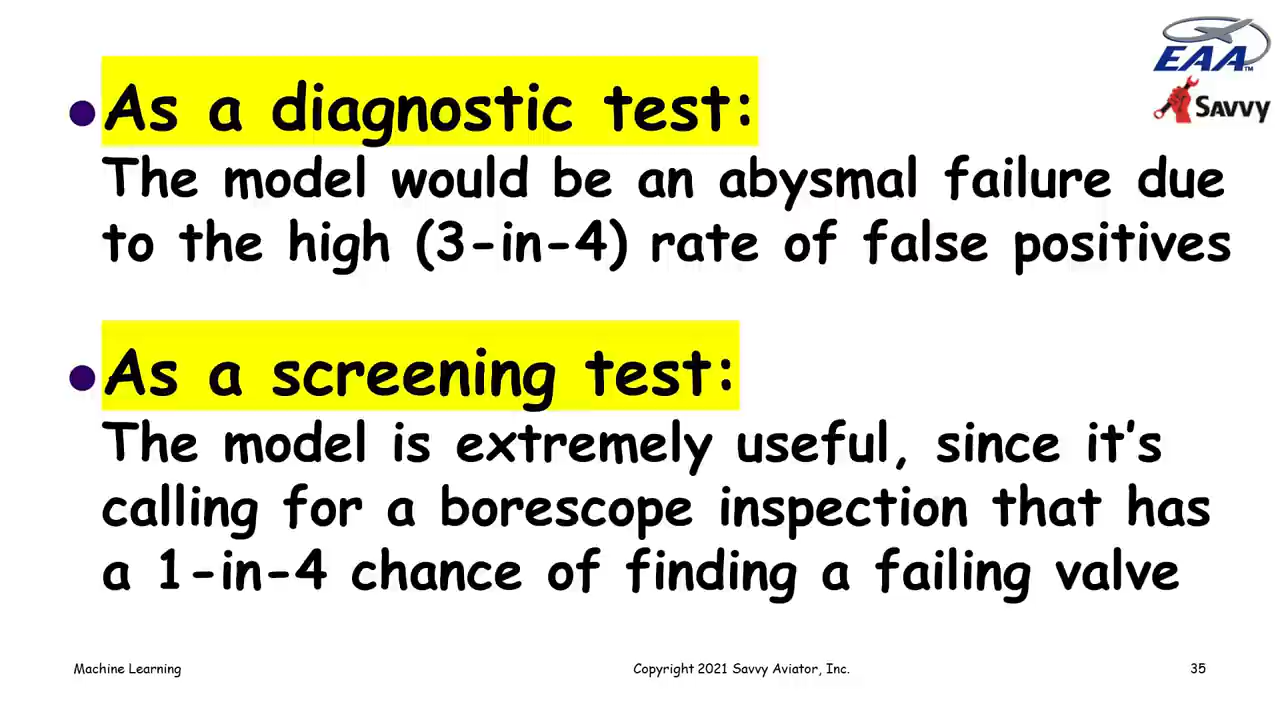 EAA™
Savvy
•As a diagnostic test:
The model would be an abysmal failure due
to the high (3-in-4) rate of false positives
•As a screening test:
The model is extremely useful, since it's
calling for a borescope inspection that has
a 1-in-4 chance of finding a failing valve
Machine Learning
Copyright 2021 Savvy Aviator, Inc.
35